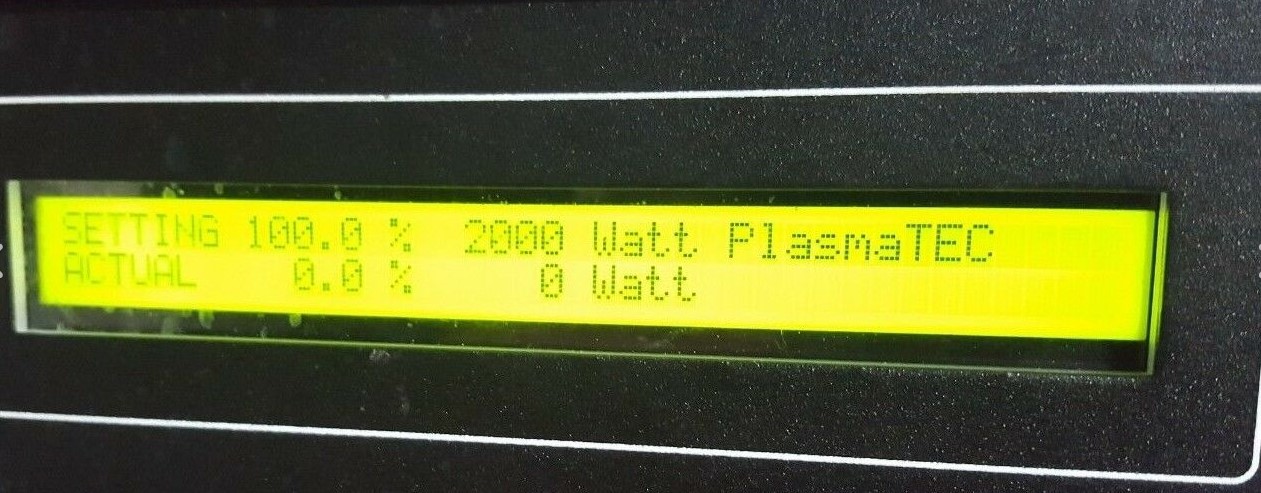 SETTING 100.0 % 2000 Watt PlasmaTEC
ACTUAL 0.0 % 0 Watt